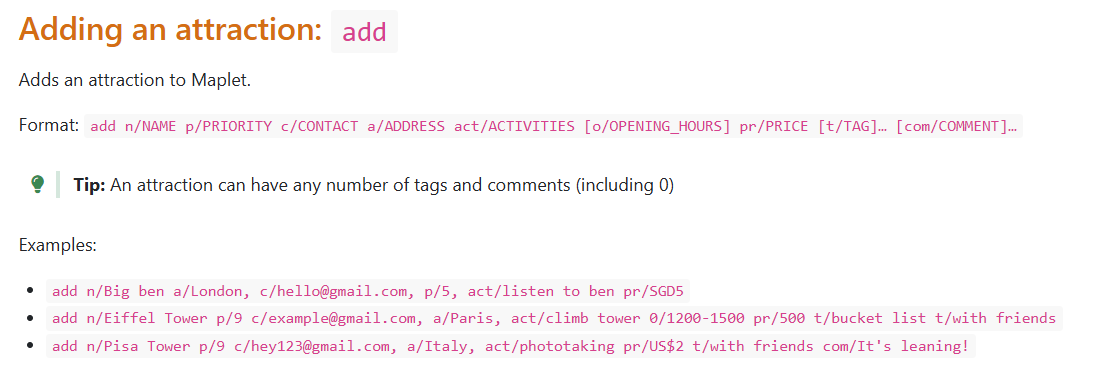 Adding an attraction: add
Adds an attraction to Maplet.
Format: add n/NAME p/PRIORITY c/CONTACT a/ADDRESS act/ACTIVITIES [o/OPENING_HOURS] pr/PRICE [t/TAG]… [com/COMMENT]…
Tip: An attraction can have any number of tags and comments (including 0)
Examples:
add n/Big ben a/London, c/hello@gmail.com, p/5, act/listen to ben pr/SGD5
add n/Eiffel Tower p/9 c/example@gmail.com, a/Paris, act/climb tower 0/1200-1500 pr/500 t/bucket list t/with friends
add n/Pisa Tower p/9 c/hey123@gmail.com, a/Italy, act/phototaking pr/US$2 t/with friends com/It's leaning!